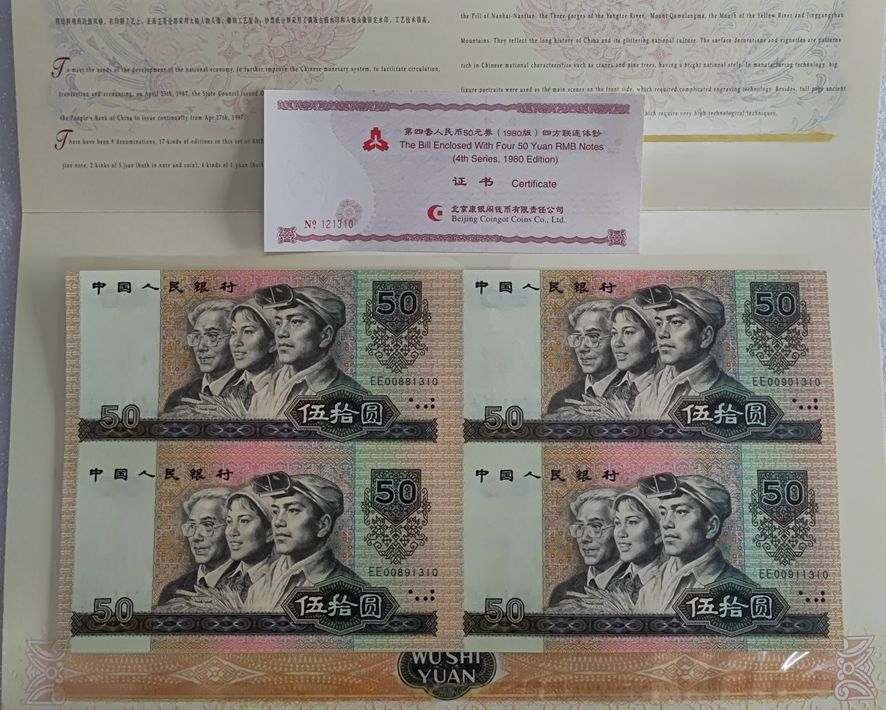 To meet the needs of the development of the national economy, to further improve the Chinese monetary system, to facilitate circulation,
transaction and accounting, on April 25th, 1987, the State Council issued
the People's Bank of China to issue continually from Apr.27th, 1987.
There have been 9 denominations, 17 kinds of editions in this set of RMB
jiao note, 2 kinds of 5 jiao (both in note and coin), 4 kinds of 1 yuan (both
the Pill of Nanhai-Nantian, the Three gorges of the Yangtze River, Mount Qomolangma, the Mouth of the Yellow River and Jinggangshan
Mountains. They reflect the long history of China and its glittering national culture. The surface decorations and vignettes are patterns
rich in Chinese national characteristics such as cranes and pine trees, having a bright national style. In manufacturing technology, big
figure portraits were used as the main scenes on the front side, which required complicated engraving technology. Besides, full page ancient
which require very high technological techniques.
第四套人民币50元券(1980版)四方联连体钞
The Bill Enclosed With Four 50 Yuan RMB Notes
(4th Series, 1980 Edition)
证书 Certificate
北京康银阁钱币有限责任公司
Beijing Coingot Coins Co., Ltd.
№ 121310
中国人民银行
50
EE00881310
50
伍拾圆
中国人民银行
50
EE00901310
50
伍拾圆
中国人民银行
50
EE00891310
50
伍拾圆
中国人民银行
50
EE00911310
50
伍拾圆
WU SHI
YUAN